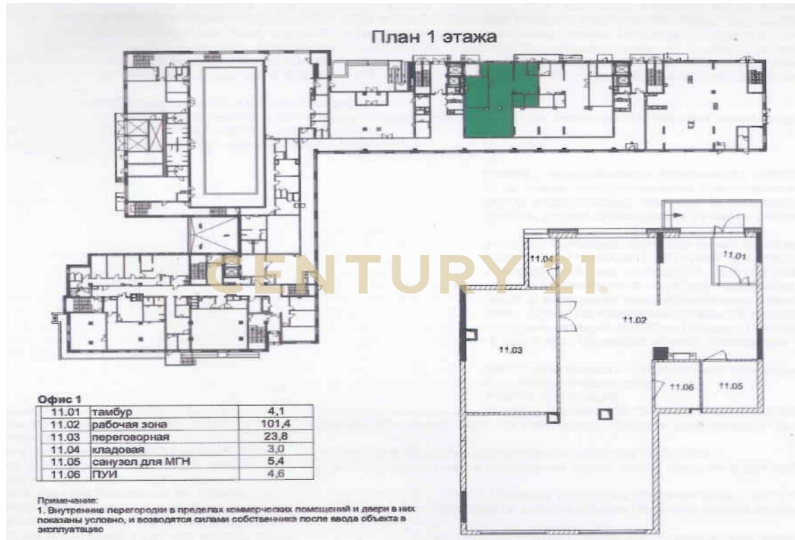 План 1 этажа
CENTURY 21®
11.04
11.01
11.02
11.03
11.06
11.05
Офис 1
11.01 тамбур 4,1
11.02 рабочая зона 101,4
11.03 переговорная 23,8
11.04 кладовая 3,0
11.05 санузел для МГН 5,4
11.06 ПУИ 4,6
Примечание:
1. Внутренние перегородки в пределах коммерческих помещений и двери в них
показаны условно, и возводятся силами собственника после ввода объекта в
эксплуатацию